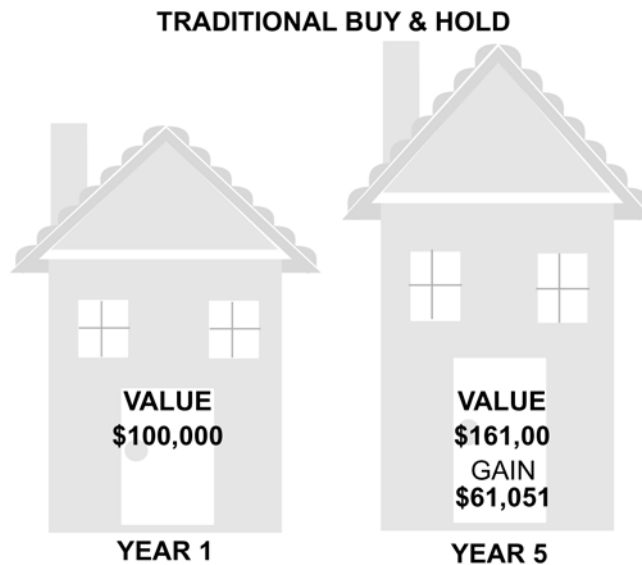 TRADITIONAL BUY & HOLD
VALUE
$100,000
YEAR 1
VALUE
$161,00
GAIN
$61,051
YEAR 5